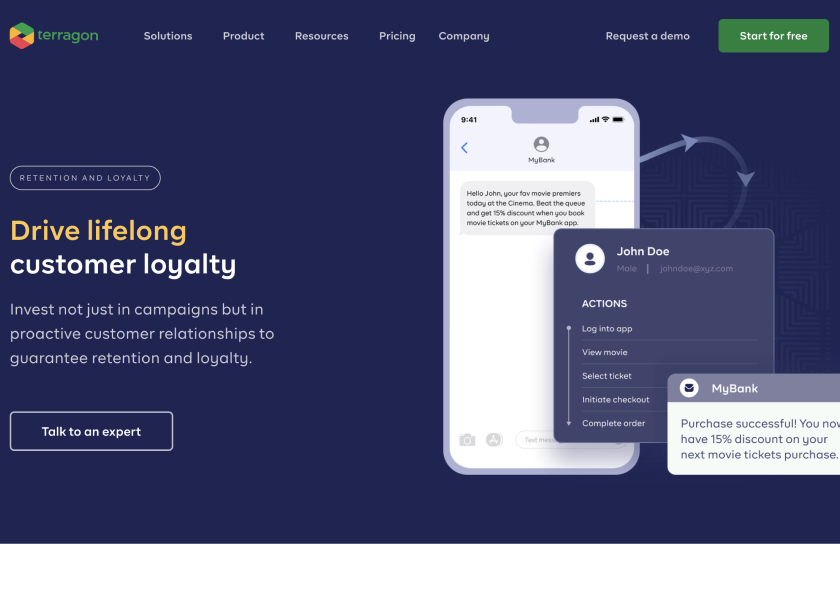 terragon
Solutions
Product
Resources
Pricing
Company
Request a demo
Start for free
RETENTION AND LOYALTY
Drive lifelong
customer loyalty
Invest not just in campaigns but in
proactive customer relationships to
guarantee retention and loyalty.
Talk to an expert
9:41
MyBank
Hello John, your fav movie premiers
today at the Cinema. Beat the queue
and get 15% discount when you book
movie tickets on your MyBank app.
John Doe
Male
johndoe@xyz.com
ACTIONS
Log into app
View movie
Select ticket
Initiate checkout
Complete order
Text
MyBank
Purchase successful! You
have 15% discount on your
next movie tickets purchase.